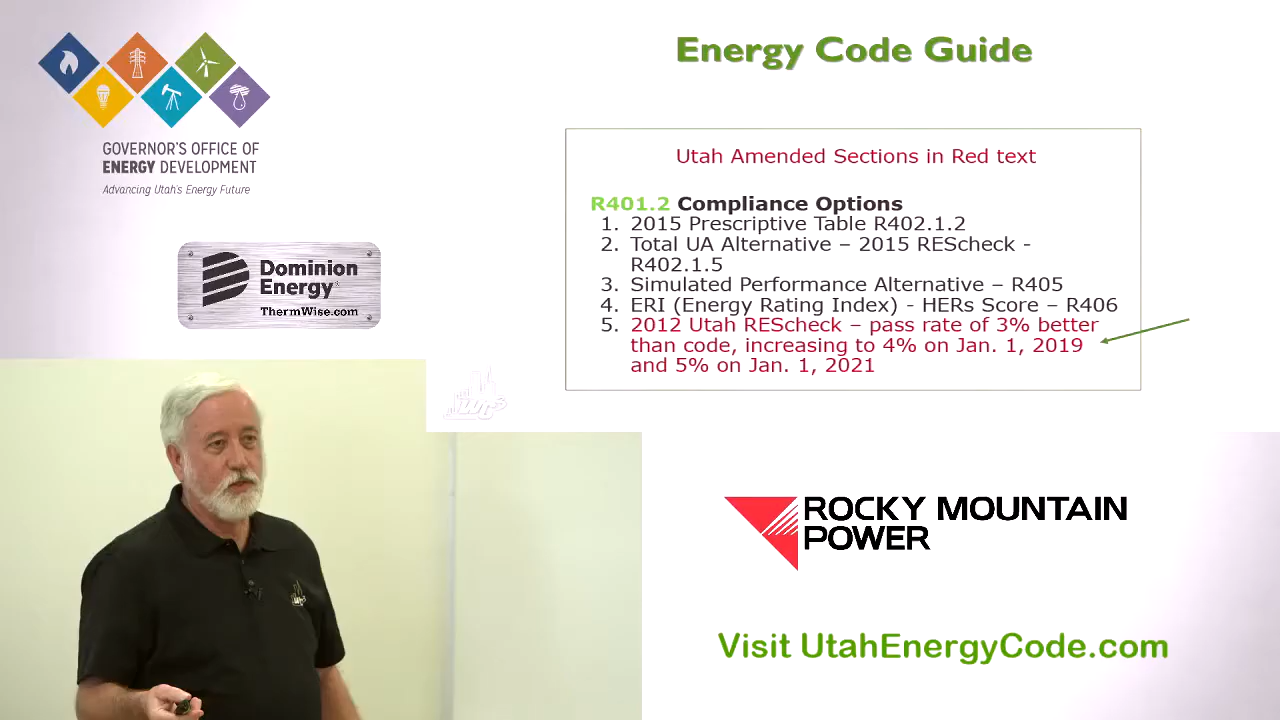 Energy Code Guide
GOVERNOR'S OFFICE OF
ENERGY DEVELOPMENT
Advancing Utah's Energy Future
Dominion
Energy®
ThermWise.com
Utah Amended Sections in Red text
R401.2 Compliance Options
1. 2015 Prescriptive Table R402.1.2
2. Total UA Alternative – 2015 REScheck -
R402.1.5
3. Simulated Performance Alternative – R405
4. ERI (Energy Rating Index) - HERs Score – R406
5. 2012 Utah REScheck – pass rate of 3% better
than code, increasing to 4% on Jan. 1, 2019
and 5% on Jan. 1, 2021
WC3
ROCKY MOUNTAIN
POWER
Visit UtahEnergyCode.com